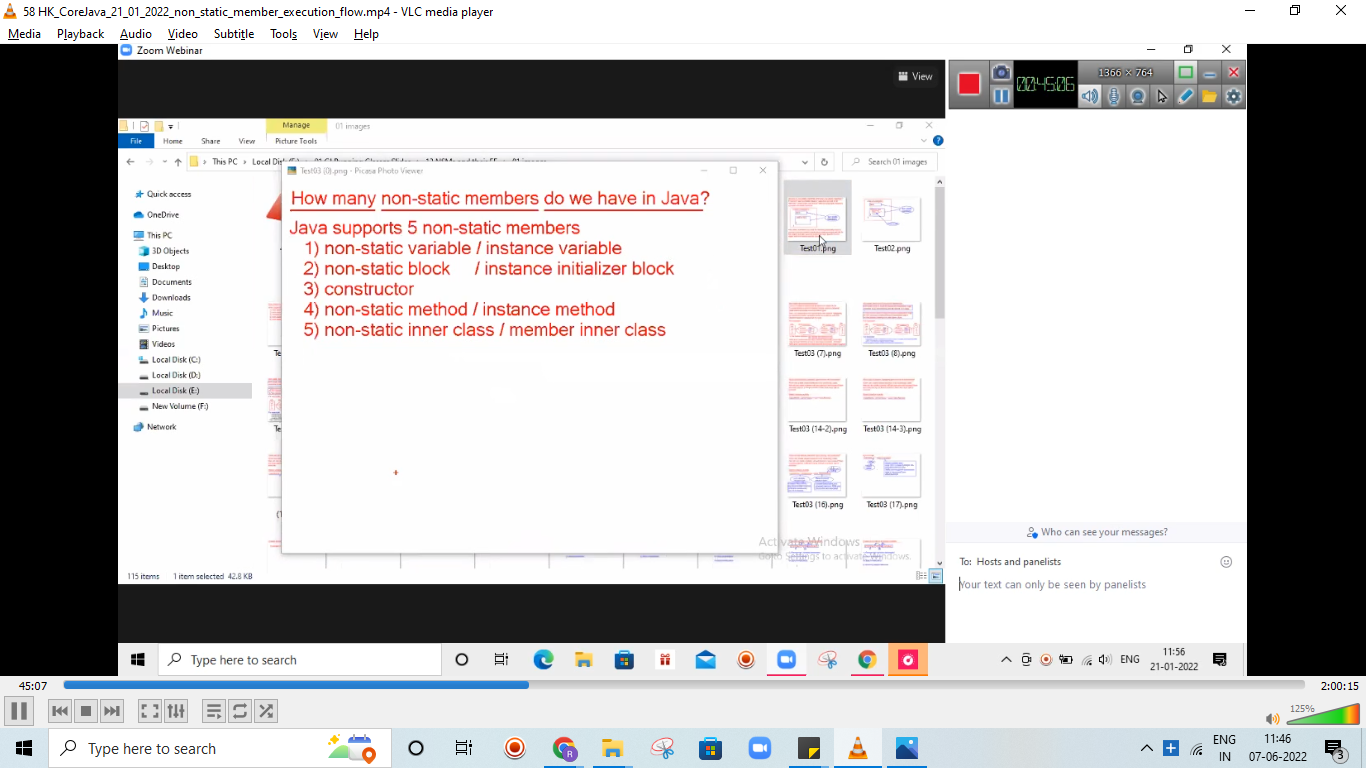 58 HK_CoreJava_21_01_2022_non_static_member_execution_flow.mp4 - VLC media player
Media Playback Audio Video Subtitle Tools View Help
Zoom Webinar
View
00:45:06
1366 × 764
Manage
01 images
File Home Share View Picture Tools
This PC
Search 01 images
Test03 (0).png - Picasa Photo Viewer
How many non-static members do we have in Java?
Java supports 5 non-static members
1) non-static variable / instance variable
2) non-static block / instance initializer block
3) constructor
4) non-static method / instance method
5) non-static inner class / member inner class
Quick access
OneDrive
This PC
3D Objects
Desktop
Documents
Downloads
Music
Pictures
Videos
Local Disk (C:)
Local Disk (D:)
Local Disk (E:)
New Volume (F:)
Network
Test01.png Test02.png
Test03 (7).png Test03 (8).png
Test03 (14-2).png Test03 (14-3).png
Test03 (16).png Test03 (17).png
Activate Windows
Go to Settings to activate Windows.
115 items 1 item selected 42.8 KB
Who can see your messages?
To: Hosts and panelists
Your text can only be seen by panelists
Type here to search
ENG
11:56
21-01-2022
45:07
2:00:15
125%
Type here to search
ENG
IN
11:46
07-06-2022
3